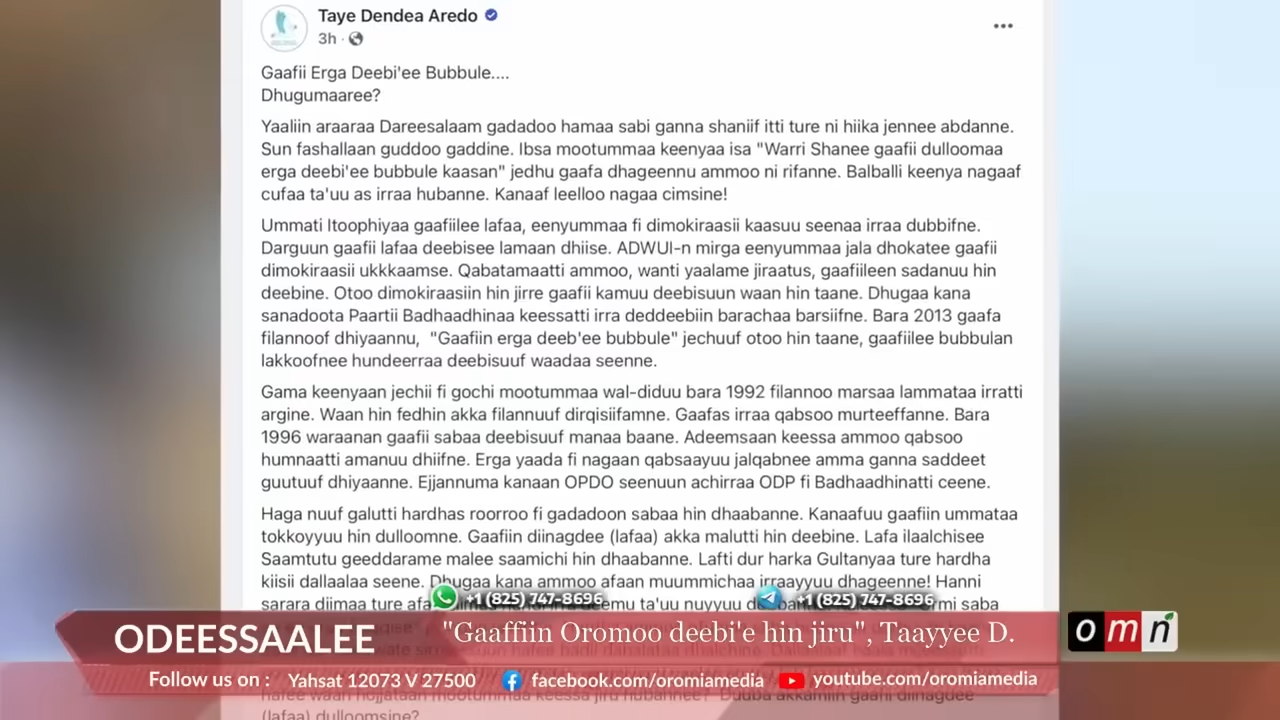 Taye Dendea Aredo
3h ·
Gaafii Erga Deebi'ee Bubbule....
Dhugumaaree?
Yaaliin araaraa Dareesalaam gadadoo hamaa sabi ganna shaniif itti ture ni hiika jennee abdanne.
Sun fashallaan guddoo gaddine. Ibsa mootummaa keenyaa isa "Warri Shanee gaafii dulloomaa
erga deebi'ee bubbule kaasan" jedhu gaafa dhageennu ammoo ni rifanne. Balballi keenya nagaaf
cufaa ta'uu as irraa hubanne. Kanaaf leelloo nagaa cimsine!
Ummati Itoophiyaa gaafiilee lafaa, eenyummaa fi dimokiraasii kaasuu seenaa irraa dubbifne.
Darguun gaafii lafaa deebisee lamaan dhiise. ADWUI-n mirga eenyummaa jala dhokatee gaafii
dimokiraasii ukkkaamse. Qabatamaatti ammoo, wanti yaalame jiraatus, gaafiileen sadanuu hin
deebine. Otoo dimokiraasiin hin jirre gaafii kamuu deebisuun waan hin taane. Dhugaa kana
sanadoota Paartii Badhaadhinaa keessatti irra deddeebiin barachaa barsiifne. Bara 2013 gaafa
filannoof dhiyaannu, "Gaafiin erga deeb'ee bubbule" jechuuf otoo hin taane, gaafiilee bubbulan
lakkoofnee hundeerraa deebisuuf waadaa seenne.
Gama keenyaan jechii fi gochi mootummaa wal-diduu bara 1992 filannoo marsaa lammataa irratti
argine. Waan hin fedhin akka filannuuf dirqisiifamne. Gaafas irraa qabsoo murteeffanne. Bara
1996 waraanan gaafii sabaa deebisuuf manaa baane. Adeemsaan keessa ammoo qabsoo
humnaatti amanuu dhiifne. Erga yaada fi nagaan qabsaayuu jalqabnee amma ganna saddeet
guutuuf dhiyaanne. Ejjannuma kanaan OPDO seenuun achirraa ODP fi Badhaadhinatti ceene.
Haga nuuf galutti hardhas roorroo fi gadadoon sabaa hin dhaabanne. Kanaafuu gaafiin ummataa
tokkoyyuu hin dulloomne. Gaafiin diinagdee (lafaa) akka malutti hin deebine. Lafa ilaalchisee
Saamtutu geeddarame malee saamichi hin dhaabanne. Lafti dur harka Gultanyaa ture hardha
kiisii dallaalaa seene. Dhugaa kana ammoo afaan muummichaa irraayyuu dhageenne! Hanni
sarara diimaa ture
+1 (825) 747-8696
+1 (825) 747-8696
ODEESSAALEE
"Gaaffiin Oromoo deebi'e hin jiru", Taayyee D.
omn
Follow us on : Yahsat 12073 V 27500 facebook.com/oromiamedia youtube.com/oromiamedia
(lafaa) dulloomsine?